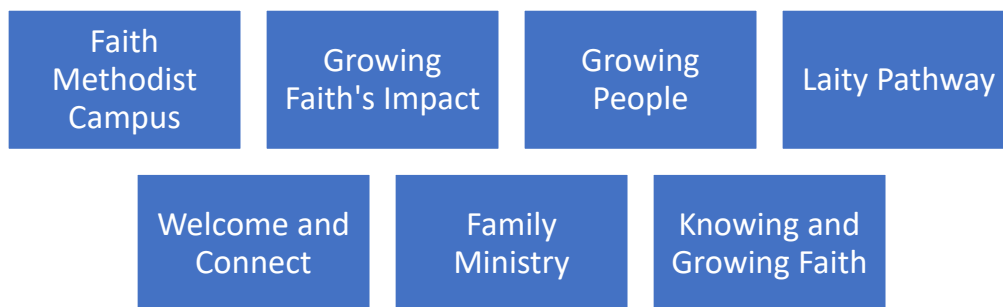 Faith
Methodist
Campus
Growing
Faith's Impact
Growing
People
Laity Pathway
Welcome and
Connect
Family
Ministry
Knowing and
Growing Faith